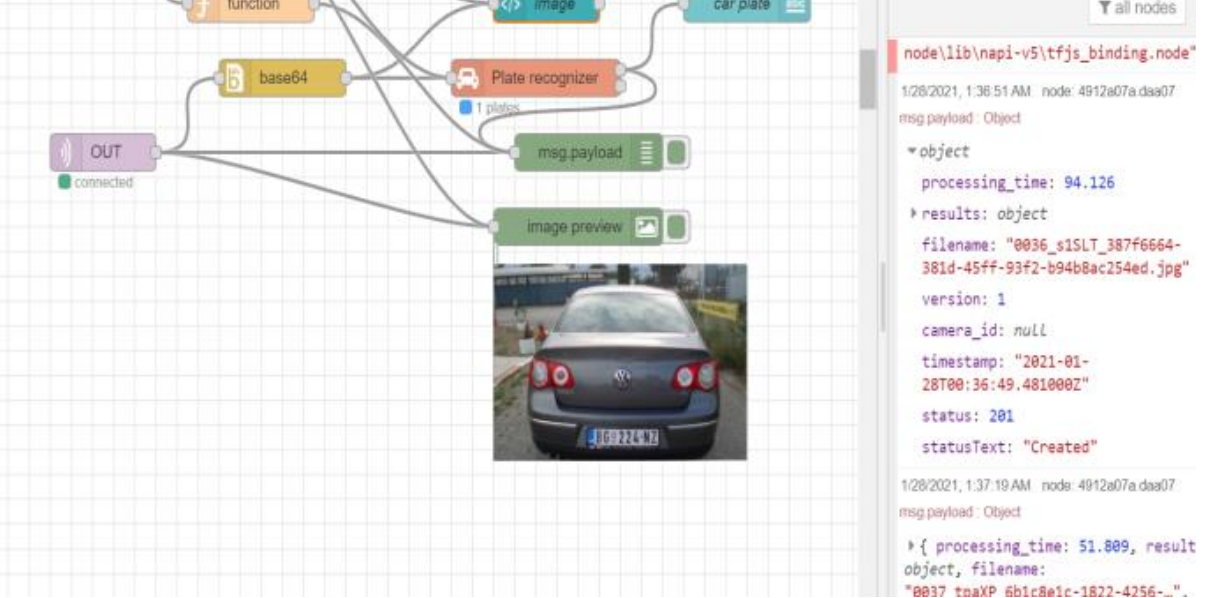 function
image
car plate
base64
Plate recognizer
1 plates
OUT
connected
msg.payload
image preview
BG 224-NZ
all nodes
node\lib\napi-v5\tfjs_binding.node"
1/28/2021, 1:36:51 AM node: 4912a07a.daa07
msg.payload : Object
object
processing_time: 94.126
results: object
filename: "0036_s1SLT_387f6664-
381d-45ff-93f2-b94b8ac254ed.jpg"
version: 1
camera_id: null
timestamp: "2021-01-
28T00:36:49.481000Z"
status: 201
statusText: "Created"
1/28/2021, 1:37:19 AM node: 4912a07a.daa07
msg.payload : Object
{ processing_time: 51.809, result
object, filename:
"0037_tpaXP_6b1c8e1c-1822-4256-…",